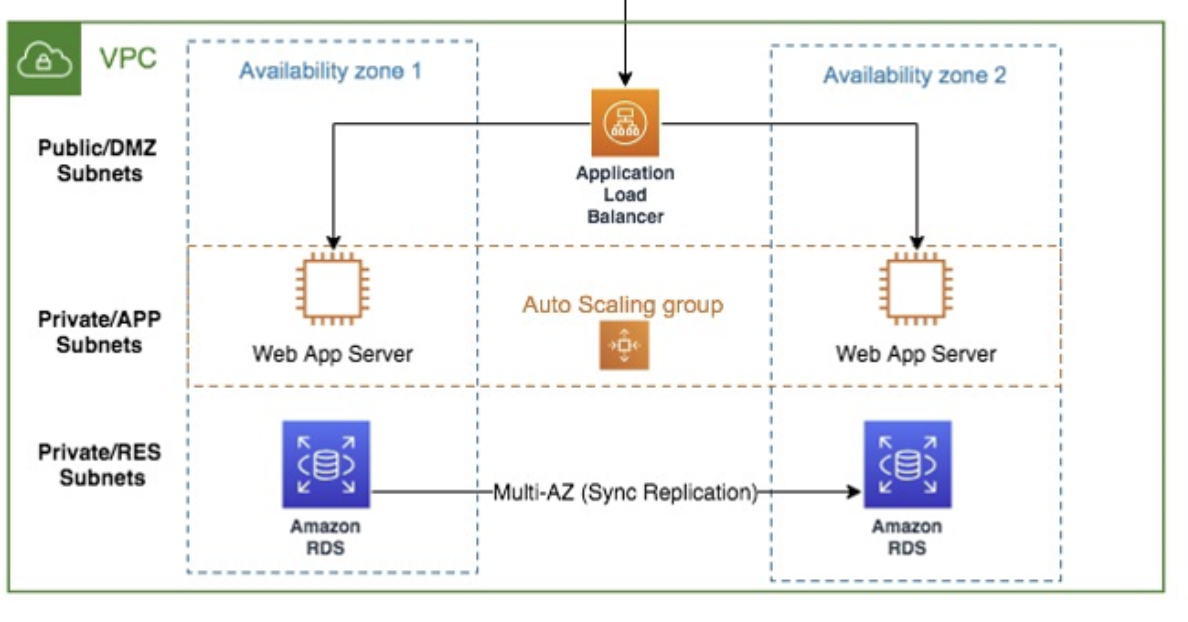 VPC
Availability zone 1
Availability zone 2
Public/DMZ
Subnets
Application
Load
Balancer
Private/APP
Subnets
Web App Server
Auto Scaling group
Web App Server
Private/RES
Subnets
Amazon
RDS
Multi-AZ (Sync Replication)
Amazon
RDS